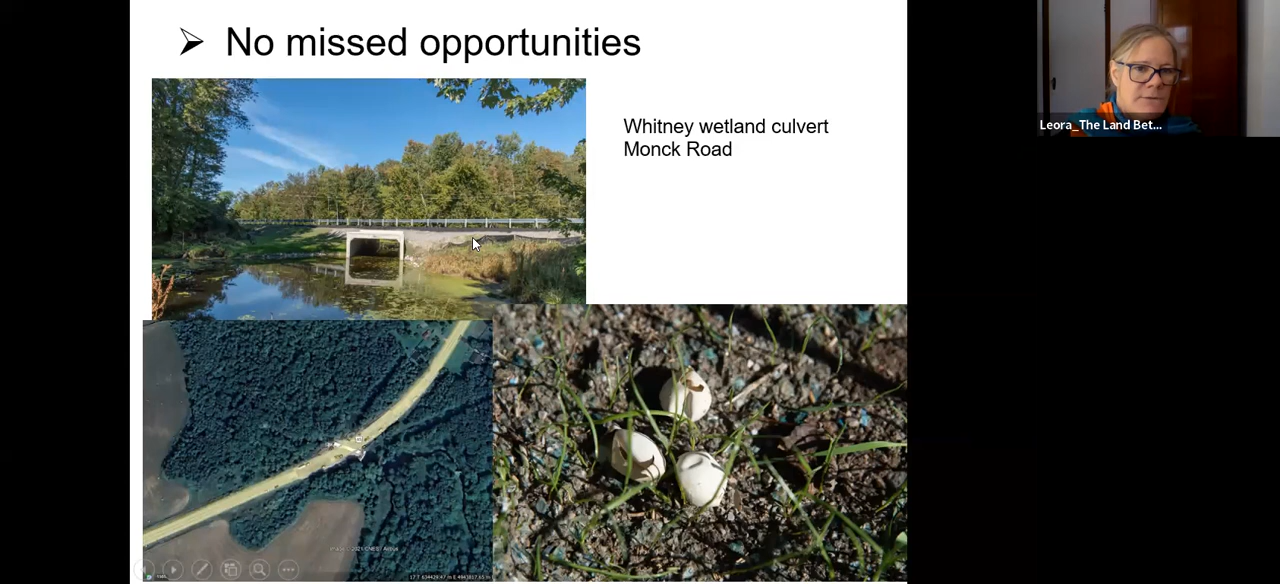 ➢ No missed opportunities
Whitney wetland culvert
Monck Road
Leora_The Land Bet...